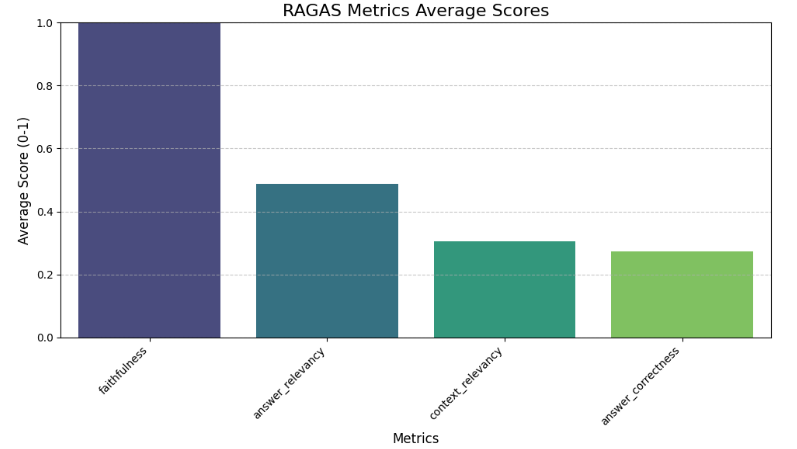 RAGAS Metrics Average Scores
Average Score (0-1)
1.0
0.8
0.6
0.4
0.2
0.0
faithfulness
answer_relevancy
context_relevancy
answer_correctness
Metrics